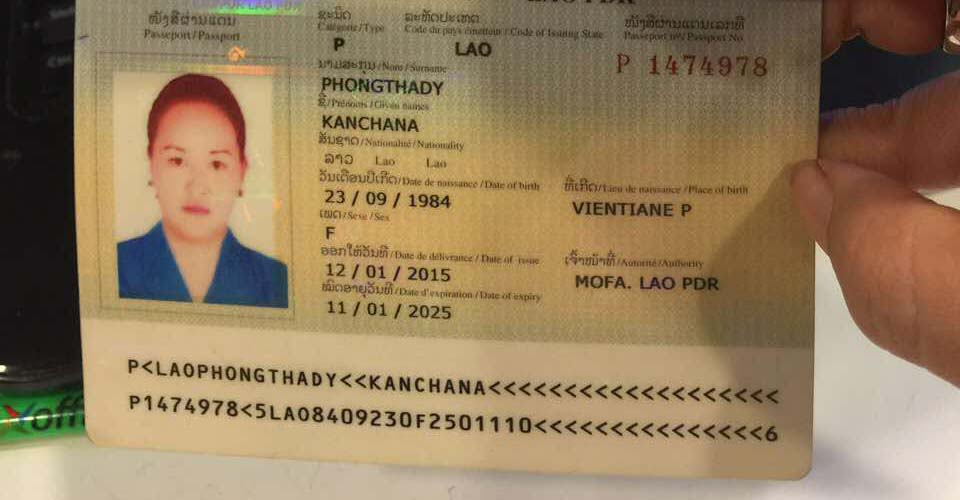 LAO PDR
ໜັງສືຜ່ານແດນ
Passeport / Passport
ຊະນິດ
Catégorie / Type
P
ລະຫັດປະເທດ
Code du pays émetteur / Code of Issuing State
LAO
ໜັງສືຜ່ານແດນເລກທີ
Passeport no/ Passport No
P 1474978
ນາມສະກຸນ /Nom / Surname
PHONGTHADY
ຊື່/Prénoms / Given names
KANCHANA
ສັນຊາດ/Nationalité / Nationality
ລາວ Lao Lao
ວັນເດືອນປີເກີດ/Date de naissance / Date of birth
23 / 09 / 1984
ທີ່ເກີດ/Lieu de naissance / Place of birth
VIENTIANE P
ເພດ/Sexe / Sex
F
ອອກໃຫ້ວັນທີ / Date de délivrance / Date of issue
12 / 01 / 2015
ເຈົ້າໜ້າທີ່ /Autorité /Authority
MOFA. LAO PDR
ໝົດອາຍຸວັນທີ /Date d'expiration / Date of expiry
11 / 01 / 2025
P<LAOPHONGTHADY<<KANCHANA<<<<<<<<<<<<<<<<<<<
P1474978<5LAO8409230F2501110<<<<<<<<<<<<<<<6